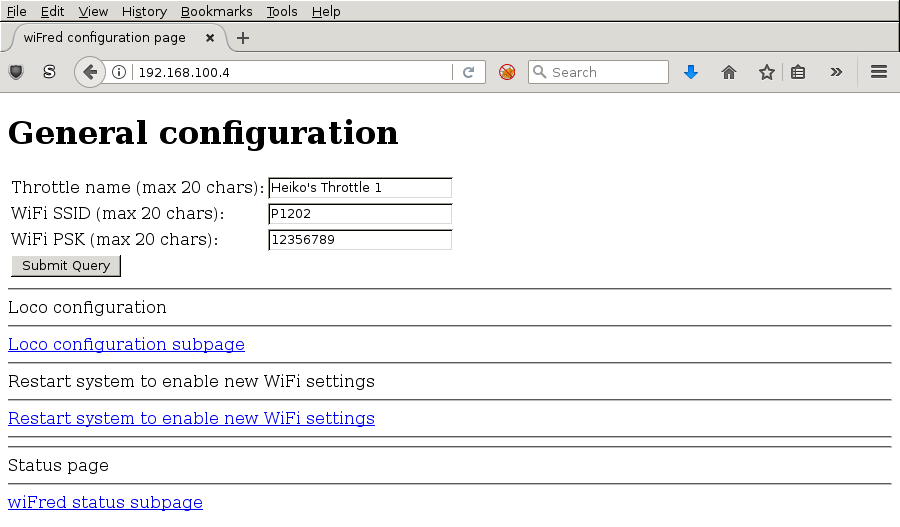 File Edit View History Bookmarks Tools Help
wiFred configuration page
192.168.100.4 Search
General configuration
Throttle name (max 20 chars): Heiko's Throttle 1
WiFi SSID (max 20 chars): P1202
WiFi PSK (max 20 chars): 12356789
Submit Query
Loco configuration
Loco configuration subpage
Restart system to enable new WiFi settings
Restart system to enable new WiFi settings
Status page
wiFred status subpage